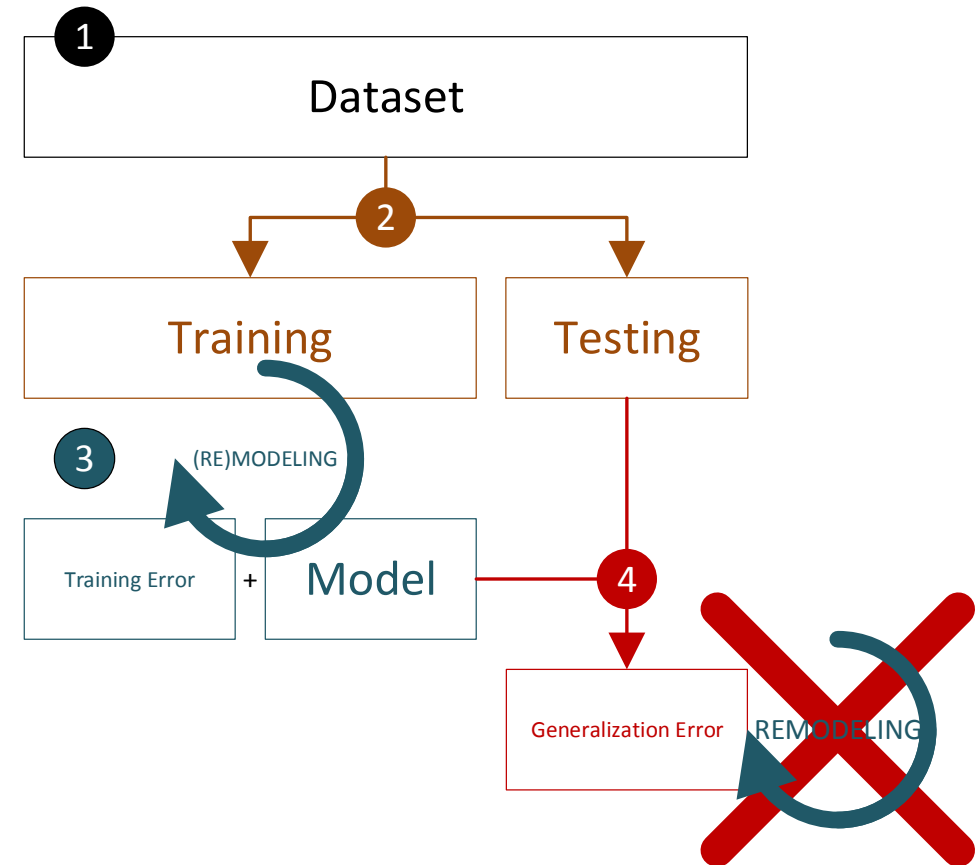 1
Dataset
2
Training
Testing
3
(RE)MODELING
Training Error
+
Model
4
Generalization Error
REMODELING